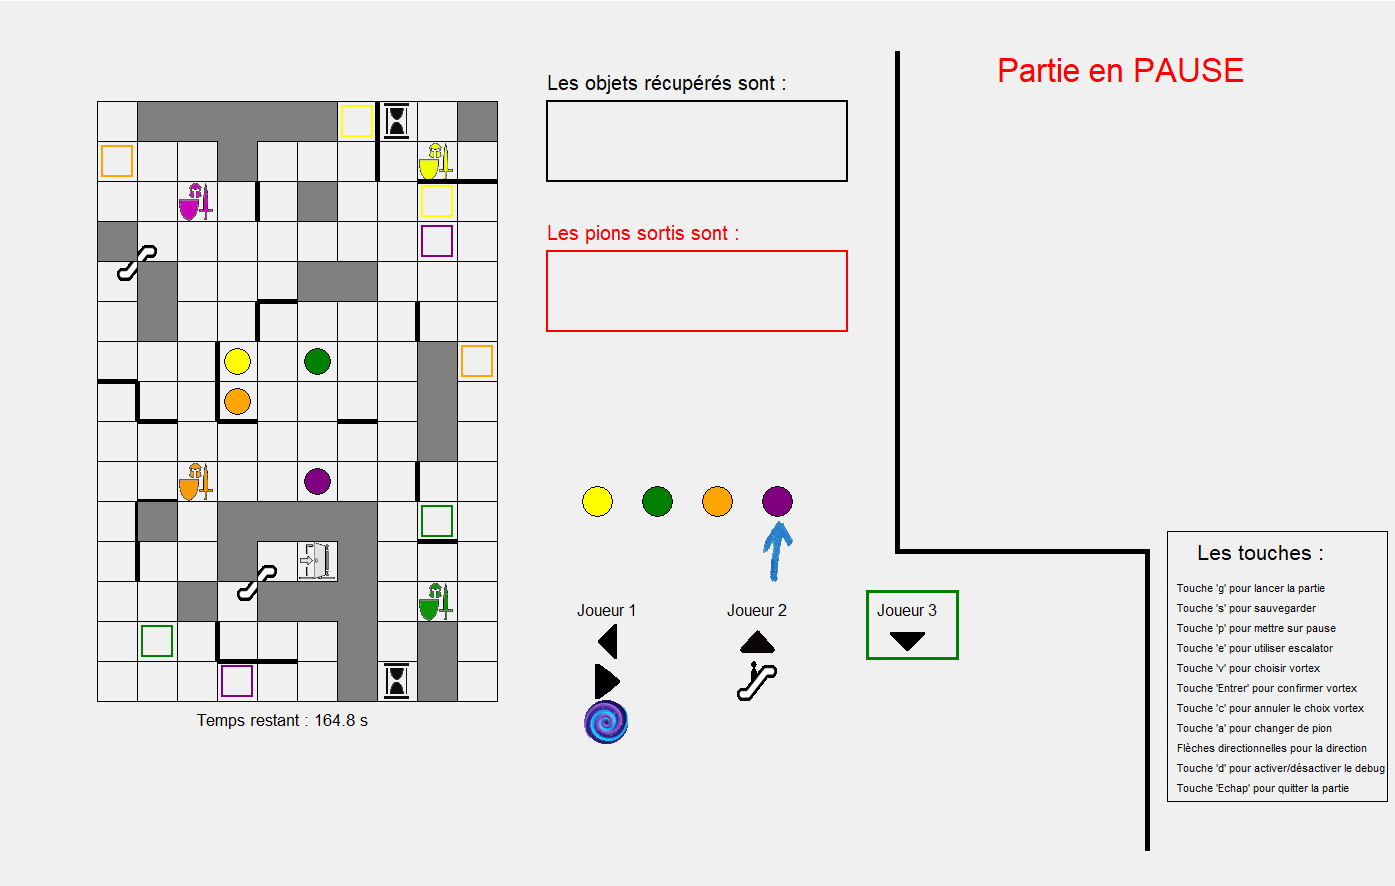 Partie en PAUSE
Les objets récupérés sont :
Les pions sortis sont :
Joueur 1
Joueur 2
Joueur 3
Temps restant : 164.8 s
Les touches :
Touche 'g' pour lancer la partie
Touche 's' pour sauvegarder
Touche 'p' pour mettre sur pause
Touche 'e' pour utiliser escalator
Touche 'v' pour choisir vortex
Touche 'Entrer' pour confirmer vortex
Touche 'c' pour annuler le choix vortex
Touche 'a' pour changer de pion
Flèches directionnelles pour la direction
Touche 'd' pour activer/désactiver le debug
Touche 'Echap' pour quitter la partie